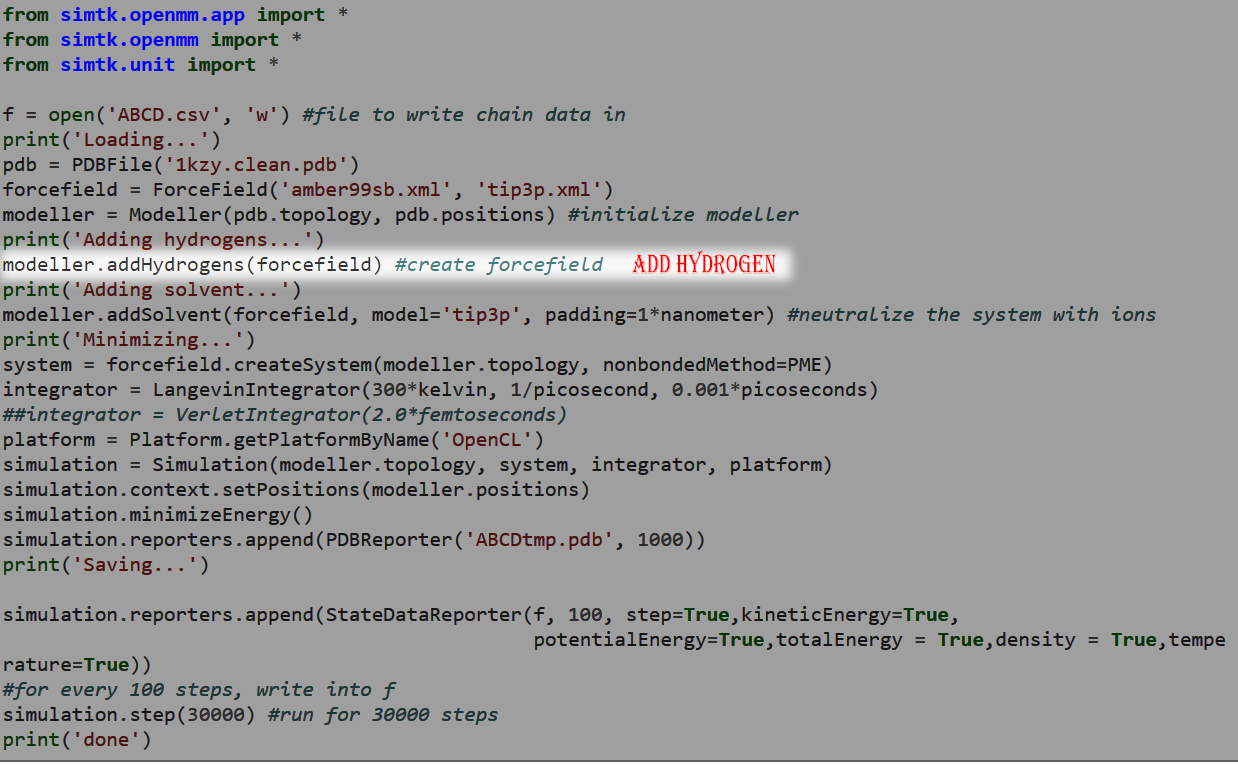 from simtk.openmm.app import *
from simtk.openmm import *
from simtk.unit import *
f = open('ABCD.csv', 'w') #file to write chain data in
print('Loading...')
pdb = PDBFile('1kzy.clean.pdb')
forcefield = ForceField('amber99sb.xml', 'tip3p.xml')
modeller = Modeller(pdb.topology, pdb.positions) #initialize modeller
print('Adding hydrogens...')
modeller.addHydrogens(forcefield) #create forcefield ADD HYDROGEN
print('Adding solvent...')
modeller.addSolvent(forcefield, model='tip3p', padding=1*nanometer) #neutralize the system with ions
print('Minimizing...')
system = forcefield.createSystem(modeller.topology, nonbondedMethod=PME)
integrator = LangevinIntegrator(300*kelvin, 1/picosecond, 0.001*picoseconds)
##integrator = VerletIntegrator(2.0*femtoseconds)
platform = Platform.getPlatformByName('OpenCL')
simulation = Simulation(modeller.topology, system, integrator, platform)
simulation.context.setPositions(modeller.positions)
simulation.minimizeEnergy()
simulation.reporters.append(PDBReporter('ABCDtmp.pdb', 1000))
print('Saving...')
simulation.reporters.append(StateDataReporter(f, 100, step=True,kineticEnergy=True,
potentialEnergy=True,totalEnergy = True,density = True,tempe
rature=True))
#for every 100 steps, write into f
simulation.step(30000) #run for 30000 steps
print('done')